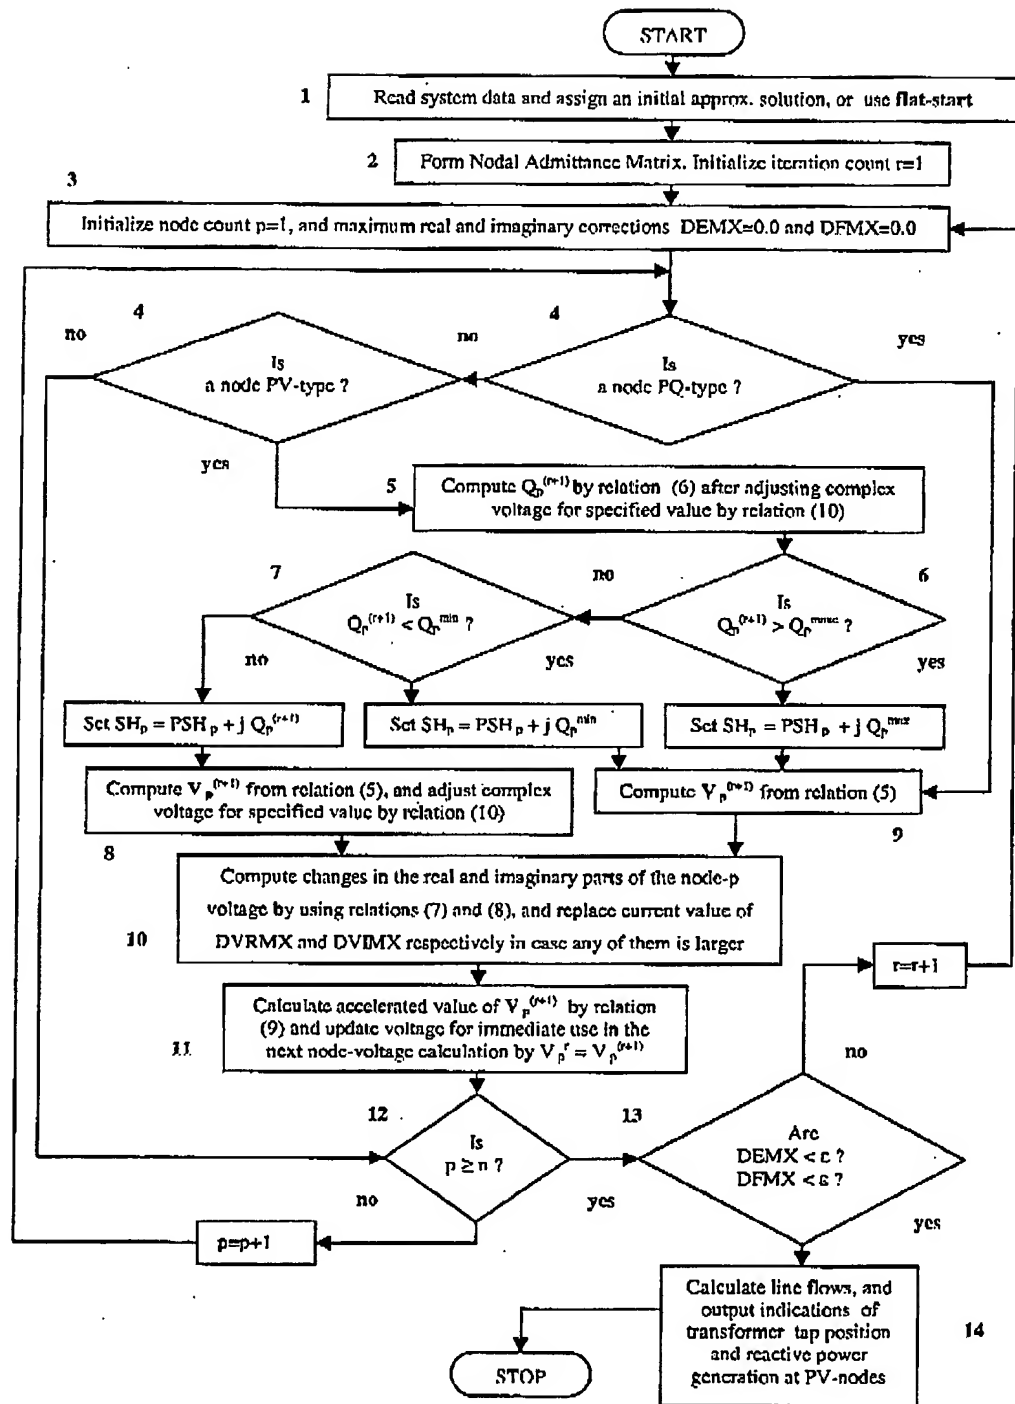 START
1
Read system data and assign an initial approx. solution, or use flat-start
2
Form Nodal Admittance Matrix. Initialize iteration count r=1
3
Initialize node count p=1, and maximum real and imaginary corrections DEMX=0.0 and DFMX=0.0
4
no
Is
a node PV-type ?
yes
no
4
Is
a node PQ-type ?
yes
5
Compute Qp^(r+1) by relation (6) after adjusting complex
voltage for specified value by relation (10)
7
Is
Qp^(r+1) < Qp^min ?
no
yes
no
6
Is
Qp^(r+1) > Qp^max ?
yes
Set SHp = PSHp + j Qp^(r+1)
Set SHp = PSHp + j Qp^min
Set SHp = PSHp + j Qp^max
Compute Vp^(r+1) from relation (5), and adjust complex
voltage for specified value by relation (10)
8
Compute Vp^(r+1) from relation (5)
9
Compute changes in the real and imaginary parts of the node-p
voltage by using relations (7) and (8), and replace current value of
DVRMX and DVIMX respectively in case any of them is larger
10
r=r+1
Calculate accelerated value of Vp^(r+1) by relation
(9) and update voltage for immediate use in the
next node-voltage calculation by Vp^r = Vp^(r+1)
11
no
12
Is
p ≥ n ?
no
yes
13
Are
DEMX < ε ?
DFMX < ε ?
yes
p=p+1
Calculate line flows, and
output indications of
transformer tap position
and reactive power
generation at PV-nodes
14
STOP